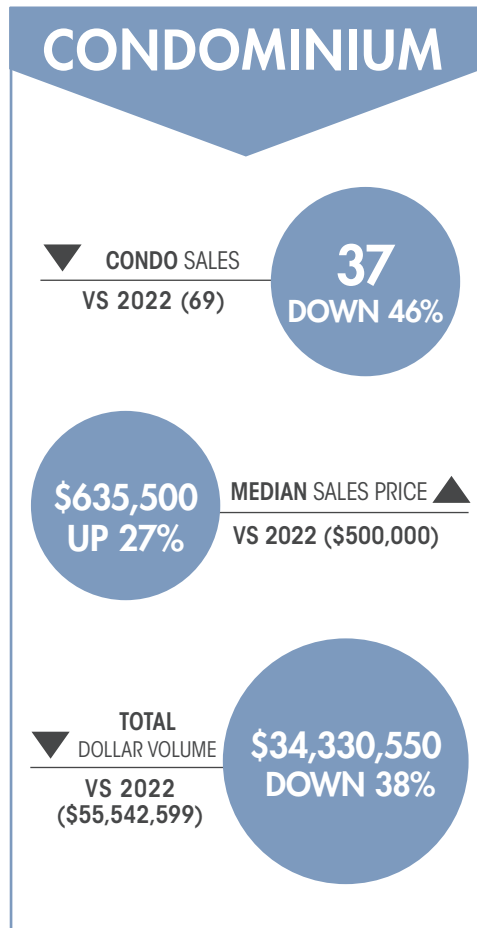 CONDOMINIUM
CONDO SALES
VS 2022 (69)
37
DOWN 46%
$635,500
UP 27%
MEDIAN SALES PRICE
VS 2022 ($500,000)
TOTAL
DOLLAR VOLUME
VS 2022
($55,542,599)
$34,330,550
DOWN 38%